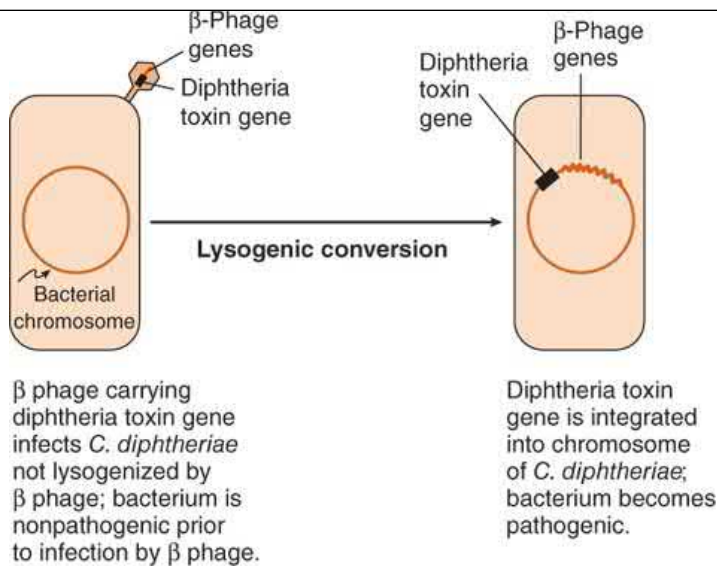 β-Phage
genes
Diphtheria
toxin gene
Bacterial
chromosome
Lysogenic conversion
Diphtheria
toxin
gene
β-Phage
genes
β phage carrying
diphtheria toxin gene
infects C. diphtheriae
not lysogenized by
β phage; bacterium is
nonpathogenic prior
to infection by β phage.
Diphtheria toxin
gene is integrated
into chromosome
of C. diphtheriae;
bacterium becomes
pathogenic.